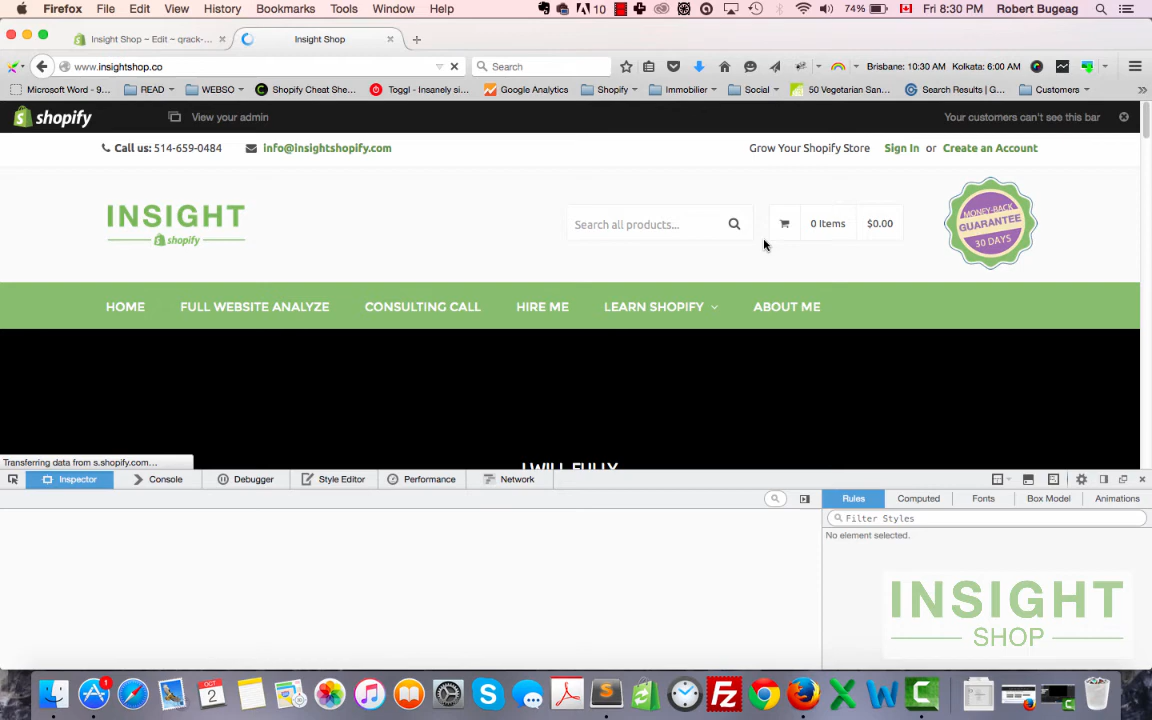 Firefox File Edit View History Bookmarks Tools Window Help 10 74% Fri 8:30 PM Robert Bugeag
Insight Shop – Edit ~ qrack-... Insight Shop
www.insightshop.co Search Brisbane: 10:30 AM Kolkata: 6:00 AM
Microsoft Word - 9... READ WEBSO Shopify Cheat She... Toggl - Insanely si... Google Analytics Shopify Immobilier Social 50 Vegetarian San... Search Results | G... Customers
shopify View your admin Your customers can't see this bar
Call us: 514-659-0484 info@insightshopify.com Grow Your Shopify Store Sign In or Create an Account
INSIGHT
shopify
Search all products... 0 Items $0.00
MONEY-BACK
GUARANTEE
30 DAYS
HOME FULL WEBSITE ANALYZE CONSULTING CALL HIRE ME LEARN SHOPIFY ABOUT ME
I WILL FULLY
Transferring data from s.shopify.com...
Inspector Console Debugger Style Editor Performance Network
Rules Computed Fonts Box Model Animations
Filter Styles
No element selected.
INSIGHT
SHOP
1 OCT 2